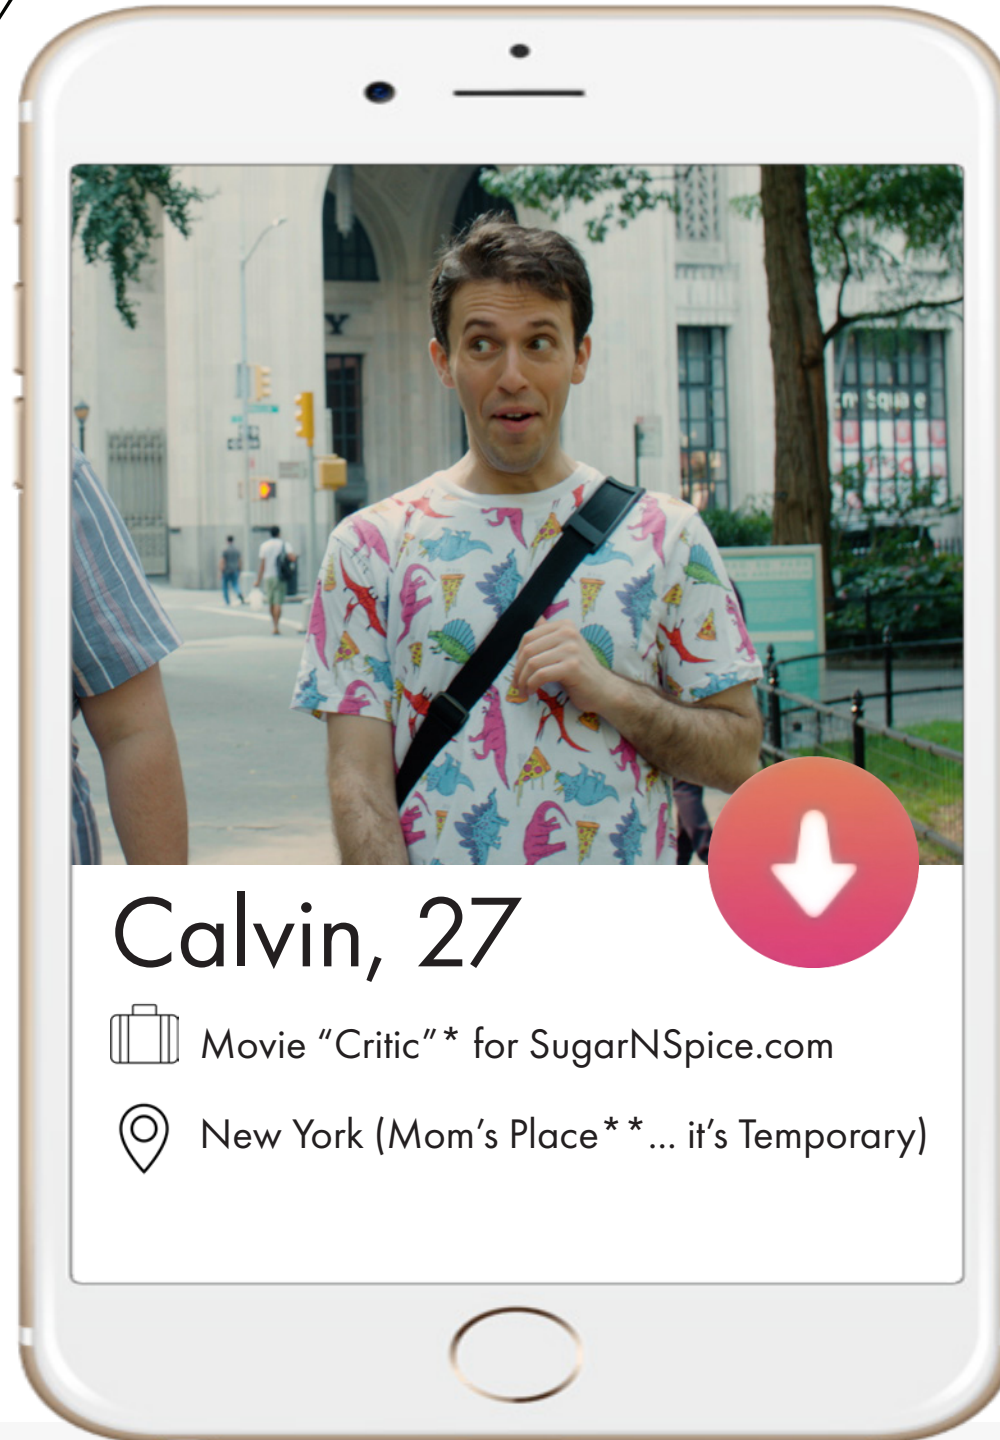 Y
Calvin, 27
Movie “Critic”* for SugarNSpice.com
New York (Mom’s Place**... it’s Temporary)